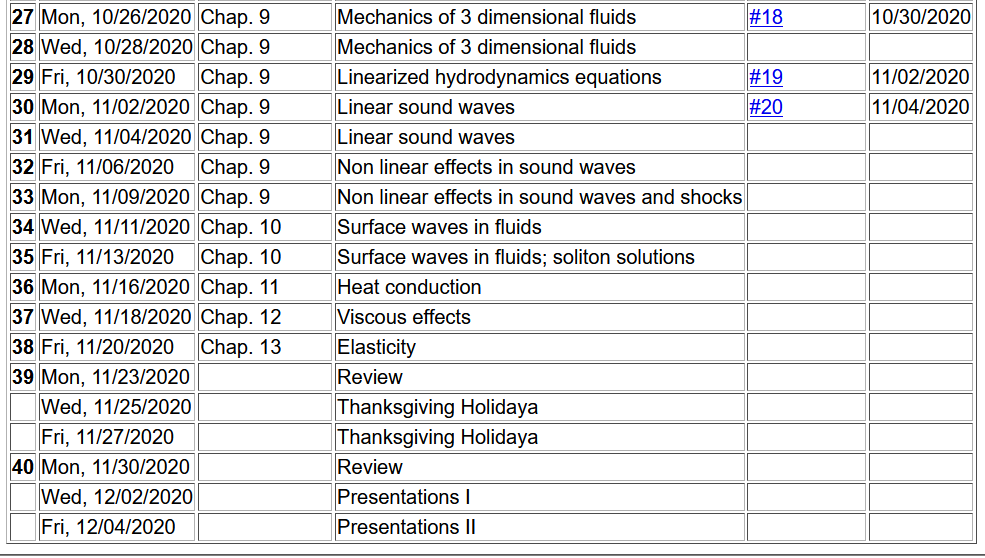 27 Mon, 10/26/2020 Chap. 9 Mechanics of 3 dimensional fluids #18 10/30/2020
28 Wed, 10/28/2020 Chap. 9 Mechanics of 3 dimensional fluids
29 Fri, 10/30/2020 Chap. 9 Linearized hydrodynamics equations #19 11/02/2020
30 Mon, 11/02/2020 Chap. 9 Linear sound waves #20 11/04/2020
31 Wed, 11/04/2020 Chap. 9 Linear sound waves
32 Fri, 11/06/2020 Chap. 9 Non linear effects in sound waves
33 Mon, 11/09/2020 Chap. 9 Non linear effects in sound waves and shocks
34 Wed, 11/11/2020 Chap. 10 Surface waves in fluids
35 Fri, 11/13/2020 Chap. 10 Surface waves in fluids; soliton solutions
36 Mon, 11/16/2020 Chap. 11 Heat conduction
37 Wed, 11/18/2020 Chap. 12 Viscous effects
38 Fri, 11/20/2020 Chap. 13 Elasticity
39 Mon, 11/23/2020 Review
Wed, 11/25/2020 Thanksgiving Holidaya
Fri, 11/27/2020 Thanksgiving Holidaya
40 Mon, 11/30/2020 Review
Wed, 12/02/2020 Presentations I
Fri, 12/04/2020 Presentations II